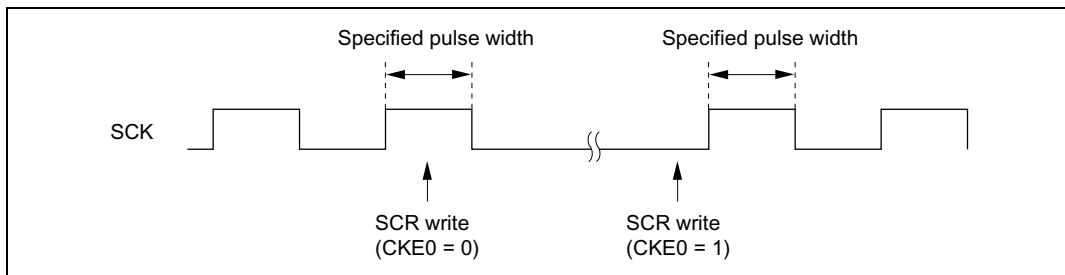 Specified pulse width
Specified pulse width
SCK
SCR write
(CKE0 = 0)
SCR write
(CKE0 = 1)